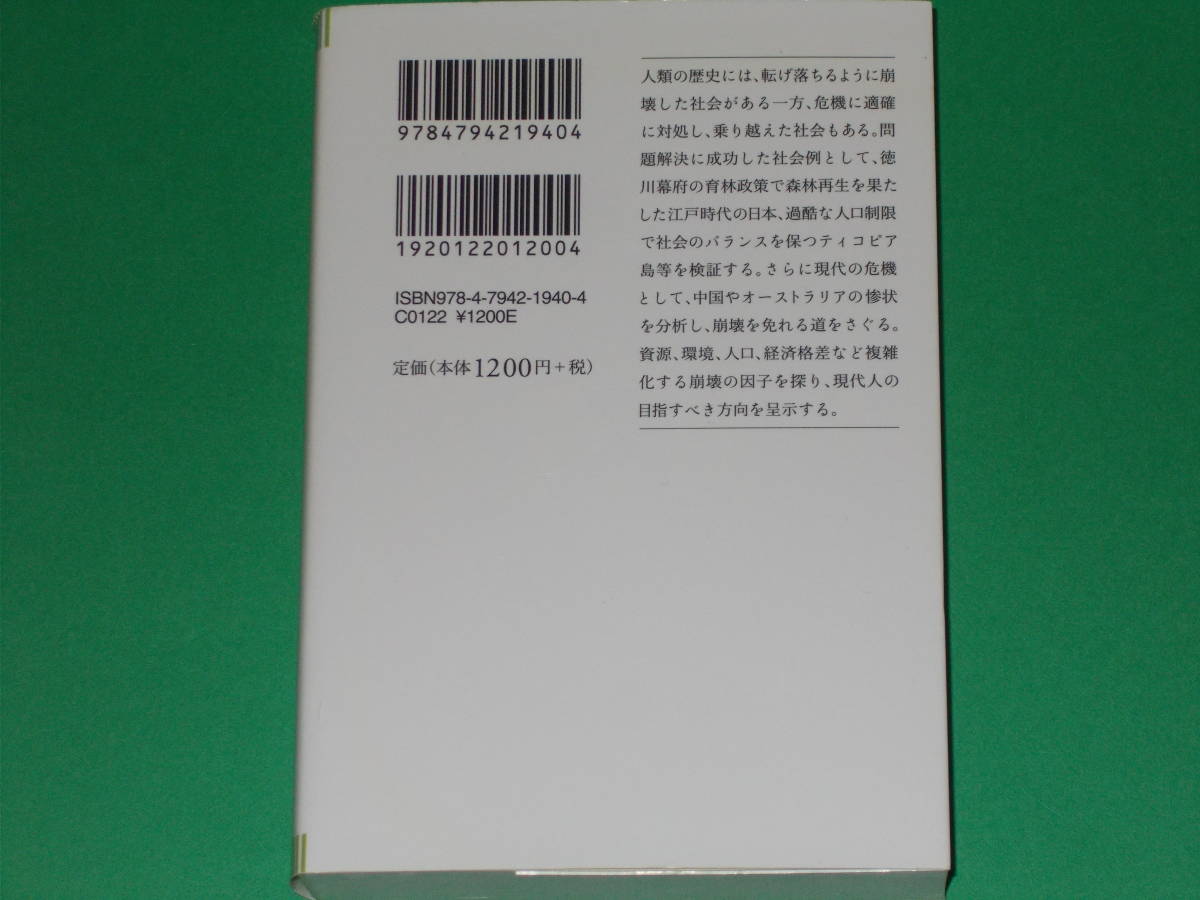 9784794219404
1920122012004
ISBN978-4-7942-1940-4
C0122 ¥1200E
定価(本体1200円+税)
人類の歴史には、転げ落ちるように崩
壊した社会がある一方、危機に適確
に対処し、乗り越えた社会もある。問
題解決に成功した社会例として、徳
川幕府の育林政策で森林再生を果た
した江戸時代の日本、過酷な人口制限
で社会のバランスを保つティコピア
島等を検証する。さらに現代の危機
として、中国やオーストラリアの惨状
を分析し、崩壊を免れる道をさぐる。
資源、環境、人口、経済格差など複雑
化する崩壊の因子を探り、現代人の
目指すべき方向を呈示する。